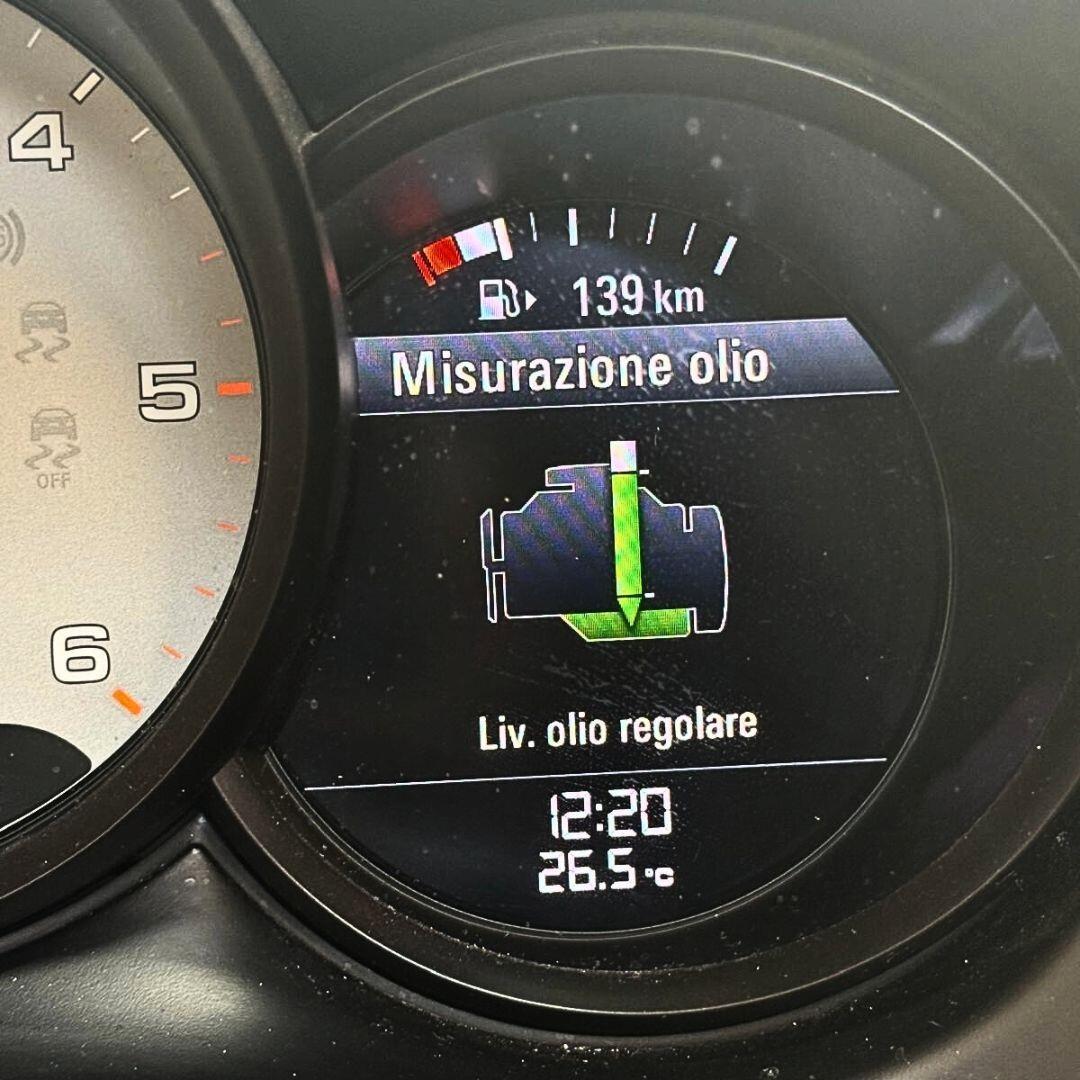 4
5
OFF
6
139 km
Misurazione olio
Liv. olio regolare
12:20
26.5 °C